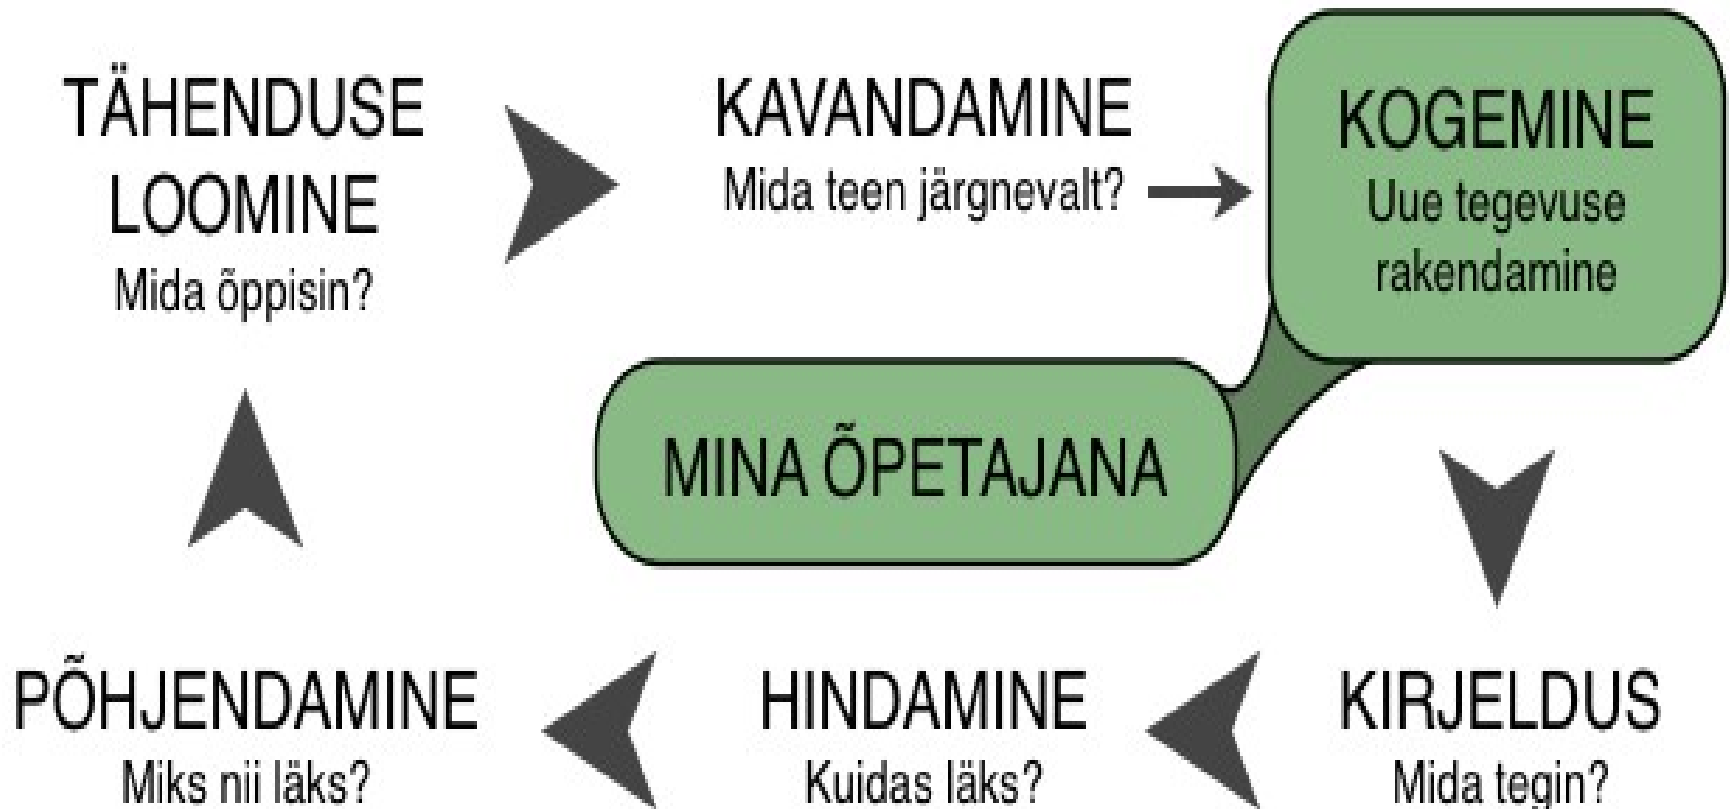 TÄHENDUSE
LOOMINE
Mida õppisin?
KAVANDAMINE
Mida teen järgnevalt?
KOGEMINE
Uue tegevuse
rakendamine
MINA ÕPETAJANA
PÕHJENDAMINE
Miks nii läks?
HINDAMINE
Kuidas läks?
KIRJELDUS
Mida tegin?